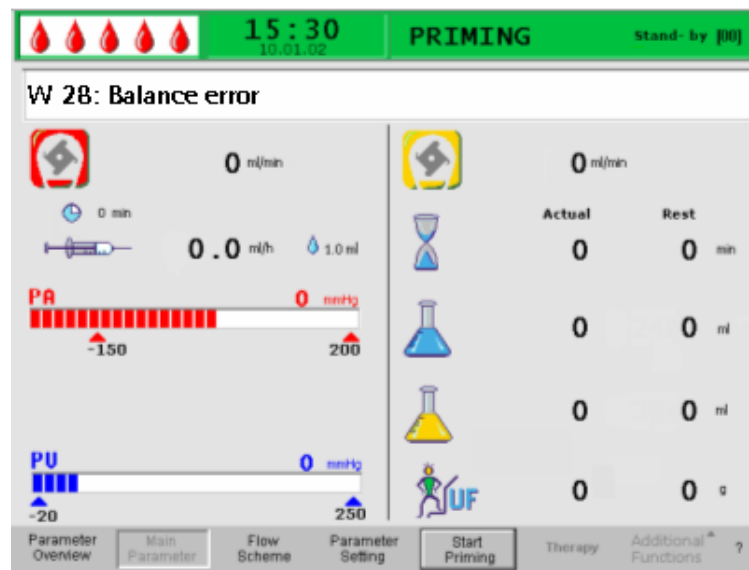 15:30
10.01.02
PRIMING
Stand- by [00]
W 28: Balance error
0 ml/min
0 ml/min
0 min
0.0 ml/h
1.0 ml
Actual Rest
0 0 min
PA 0 mmHg
-150 200
0 0 ml
0 0 ml
PV 0 mmHg
-20 250
UF 0 0 g
Parameter Overview
Main Parameter
Flow Scheme
Parameter Setting
Start Priming
Therapy
Additional Functions
?